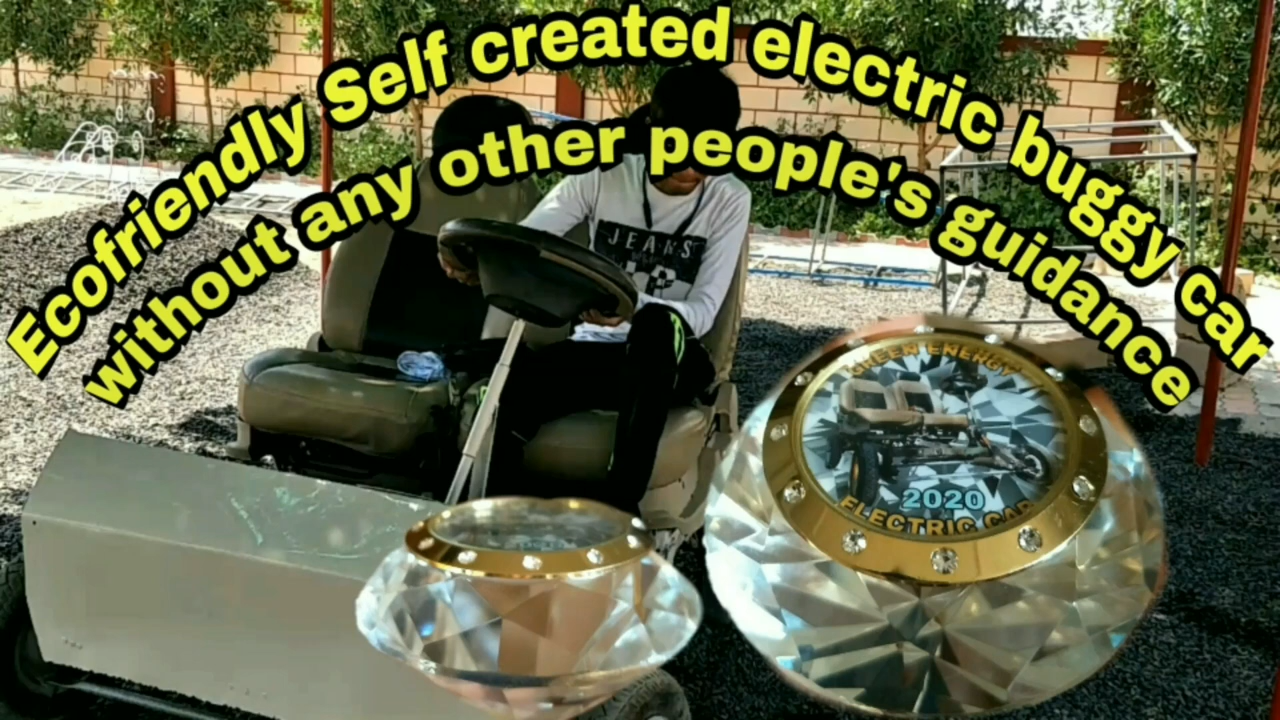 Ecofriendly Self created electric buggy car
without any other people's guidance
JEANS
GREEN ENERGY
2020
ELECTRIC CAR